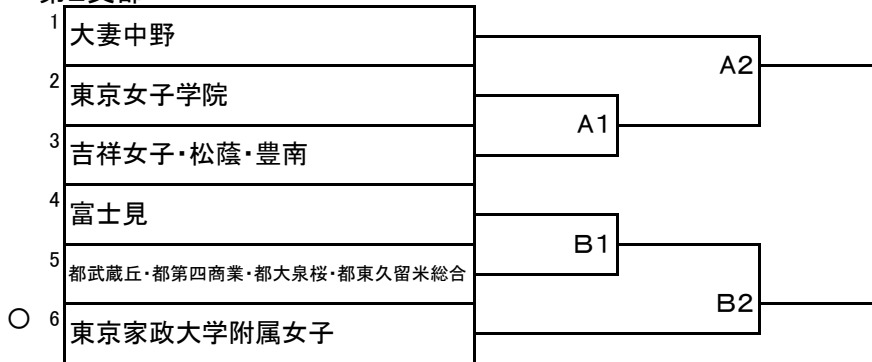 1 大妻中野
A2
2 東京女子学院
A1
3 吉祥女子・松蔭・豊南
4 富士見
B1
5 都武蔵丘・都第四商業・都大泉桜・都東久留米総合
B2
○ 6 東京家政大学附属女子